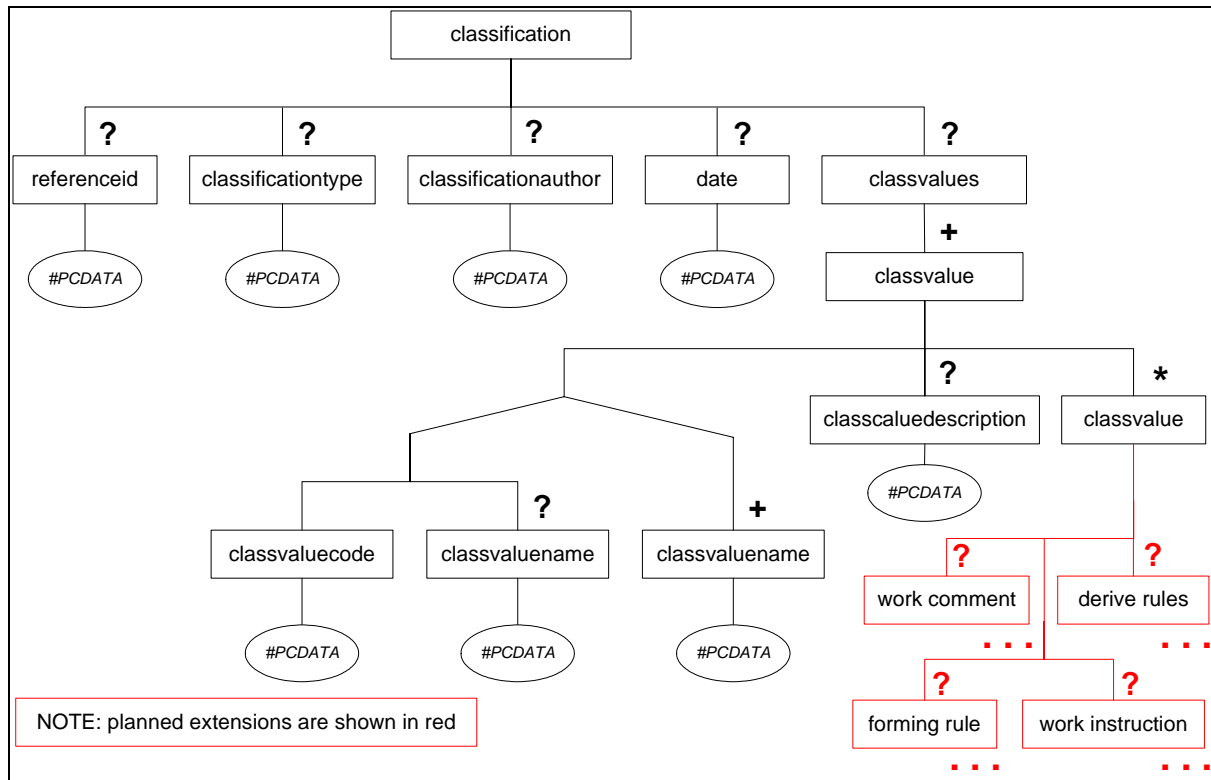 classification
? ? ? ? ?
referenceid classificationtype classificationauthor date classvalues
#PCDATA #PCDATA #PCDATA #PCDATA +
classvalue
? *
classcaluedescription classvalue
#PCDATA
? +
classvaluecode classvaluename classvaluename
? ?
work comment derive rules
#PCDATA #PCDATA #PCDATA
. . . . . .
? ?
NOTE: planned extensions are shown in red
forming rule work instruction
. . . . . .